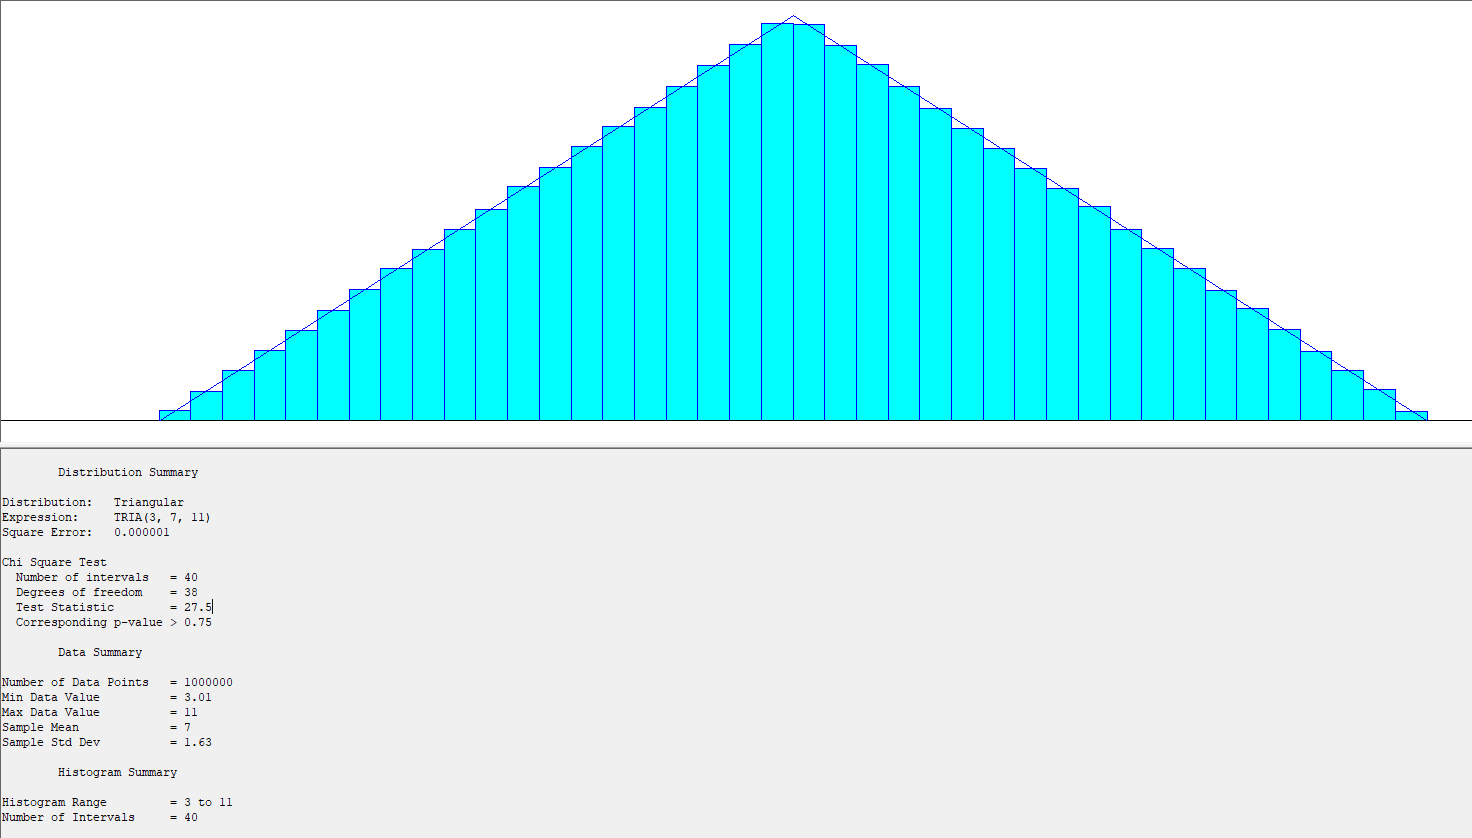 Distribution Summary
Distribution: Triangular
Expression: TRIA(3, 7, 11)
Square Error: 0.000001
Chi Square Test
Number of intervals = 40
Degrees of freedom = 38
Test Statistic = 27.5
Corresponding p-value > 0.75
Data Summary
Number of Data Points = 1000000
Min Data Value = 3.01
Max Data Value = 11
Sample Mean = 7
Sample Std Dev = 1.63
Histogram Summary
Histogram Range = 3 to 11
Number of Intervals = 40